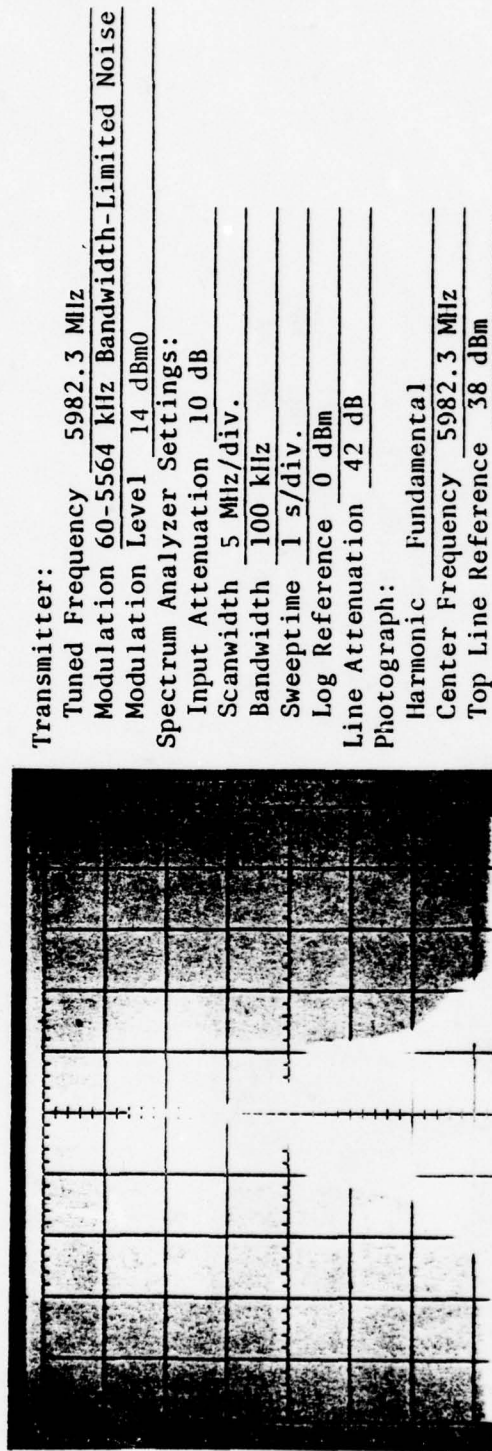 Transmitter:
Tuned Frequency 5982.3 MHz
Modulation 60-5564 kHz Bandwidth-Limited Noise
Modulation Level 14 dBm0
Spectrum Analyzer Settings:
Input Attenuation 10 dB
Scanwidth 5 MHz/div.
Bandwidth 100 kHz
Sweeptime 1 s/div.
Log Reference 0 dBm
Line Attenuation 42 dB
Photograph:
Harmonic Fundamental
Center Frequency 5982.3 MHz
Top Line Reference 38 dBm